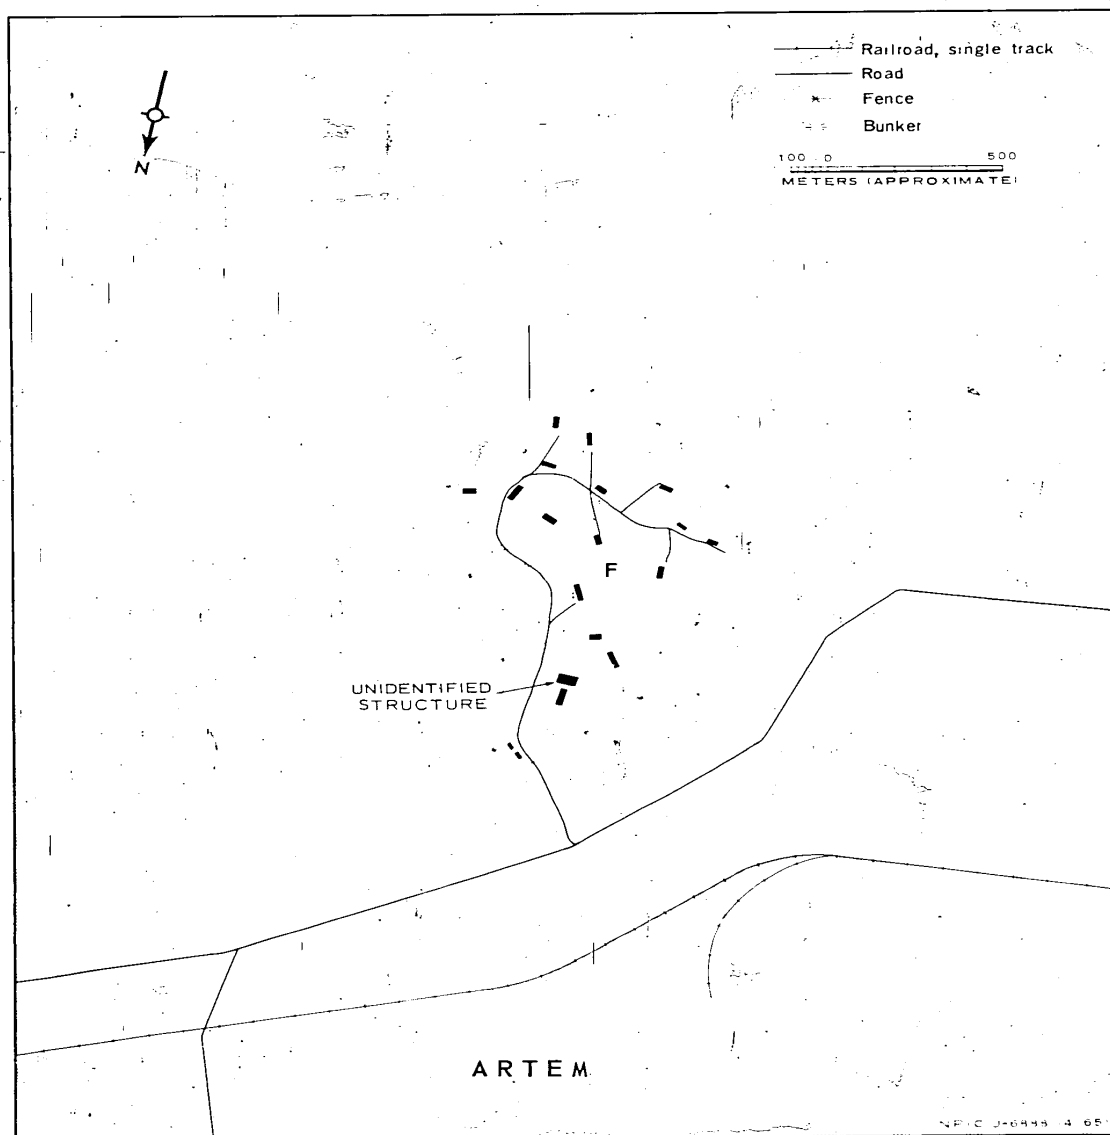 Railroad, single track
Road
Fence
Bunker
100 0 500
METERS (APPROXIMATE)
N
F
UNIDENTIFIED
STRUCTURE
ARTEM